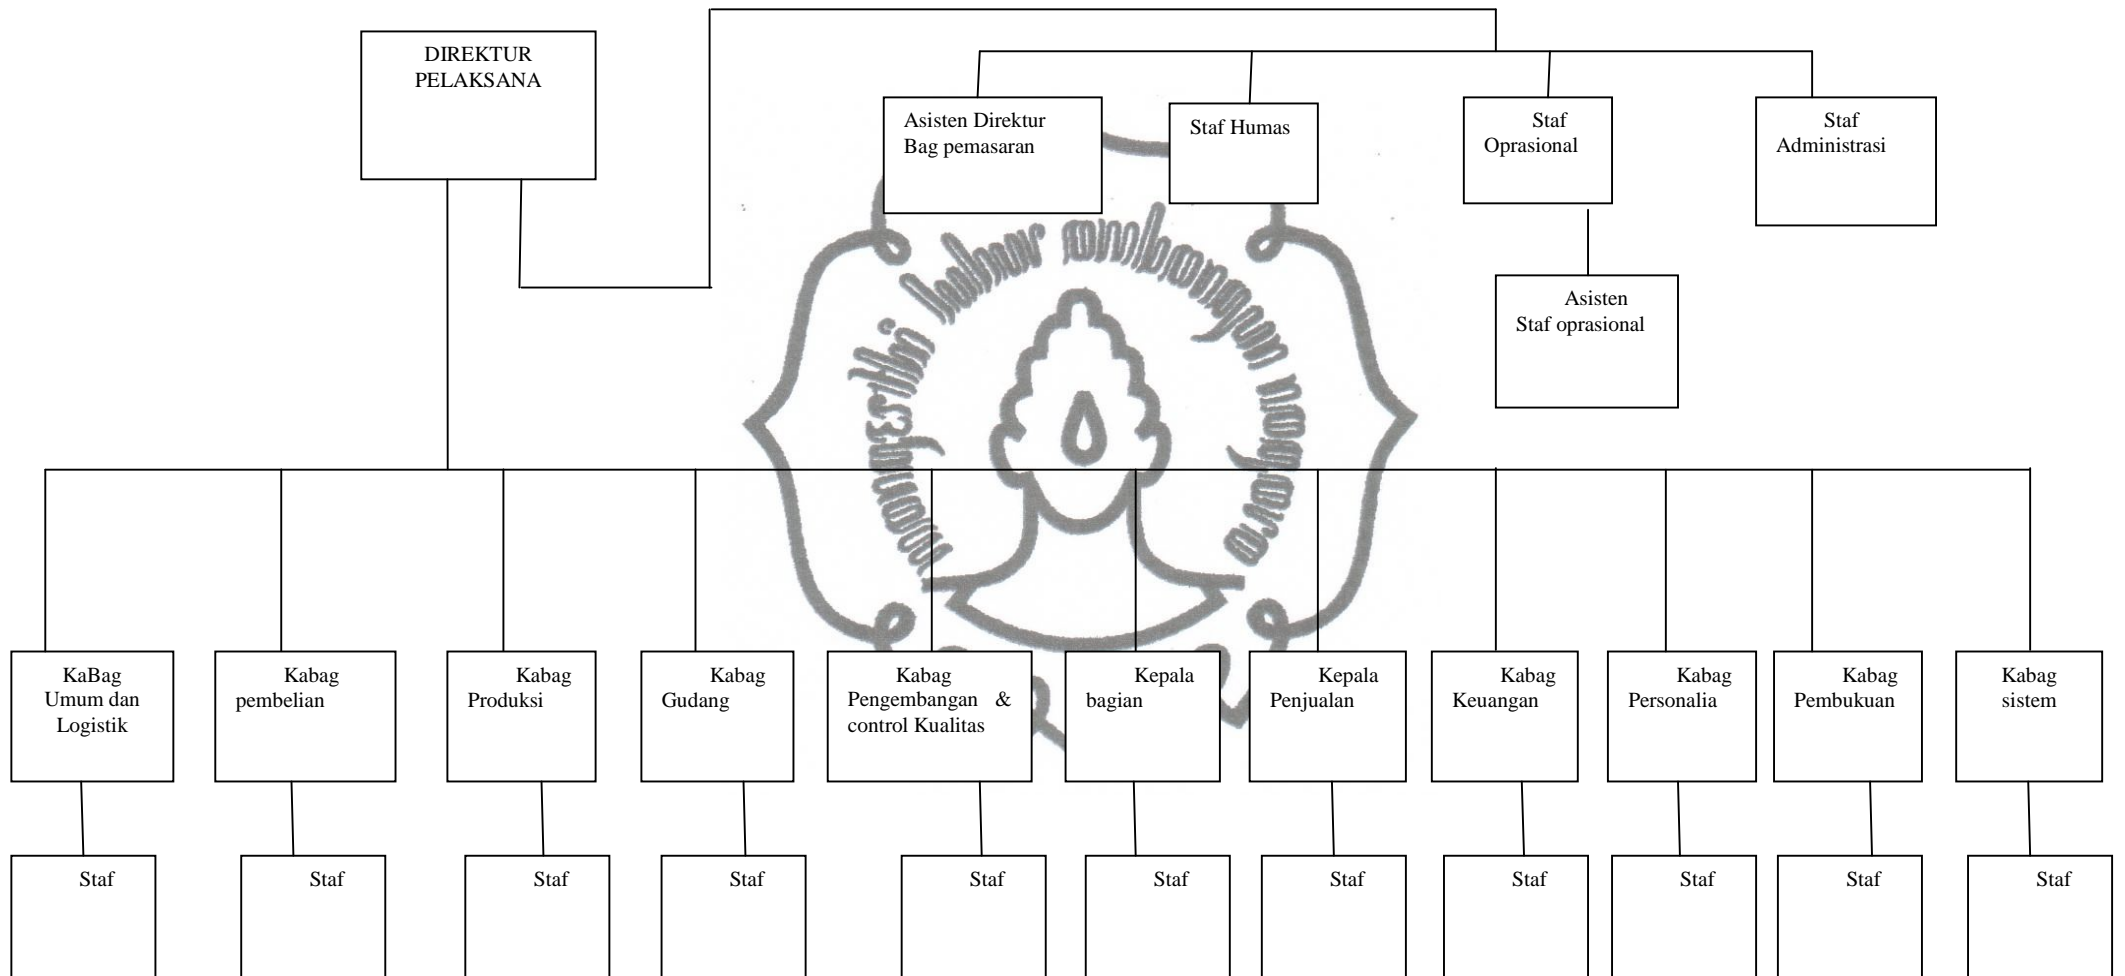 DIREKTUR
PELAKSANA
Asisten Direktur
Bag pemasaran
Staf Humas
Staf
Oprasional
Staf
Administrasi
Asisten
Staf oprasional
KaBag
Umum dan
Logistik
Kabag
pembelian
Kabag
Produksi
Kabag
Gudang
Kabag
Pengembangan & 
control Kualitas
Kepala
bagian
Kepala
Penjualan
Kabag
Keuangan
Kabag
Personalia
Kabag
Pembukuan
Kabag
sistem
Staf
Staf
Staf
Staf
Staf
Staf
Staf
Staf
Staf
Staf
Staf